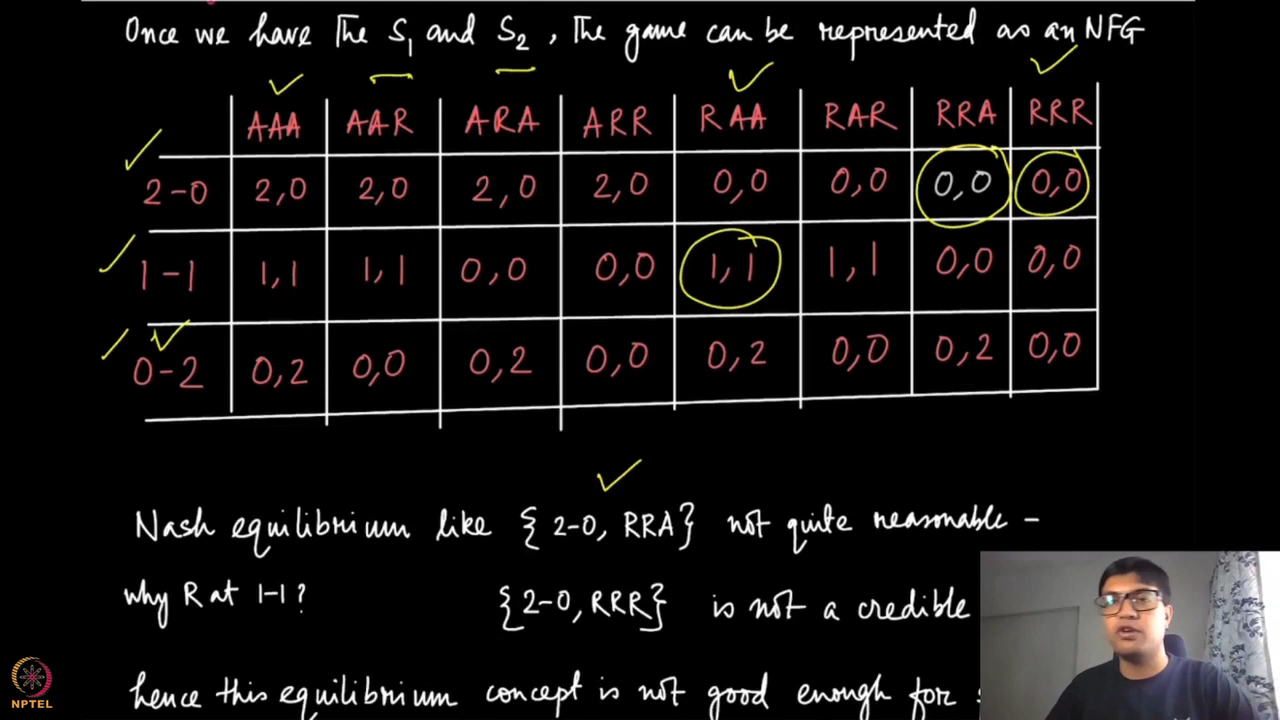 Once we have the S1 and S2, the game can be represented as an NFG
AAA AAR ARA ARR RAA RAR RRA RRR
2-0 2,0 2,0 2,0 2,0 0,0 0,0 0,0 0,0
1-1 1,1 1,1 0,0 0,0 1,1 1,1 0,0 0,0
0-2 0,2 0,0 0,2 0,0 0,2 0,0 0,2 0,0
Nash equilibrium like {2-0, RRA} not quite reasonable -
why R at 1-1? {2-0, RRR} is not a credible
hence this equilibrium concept is not good enough for
NPTEL